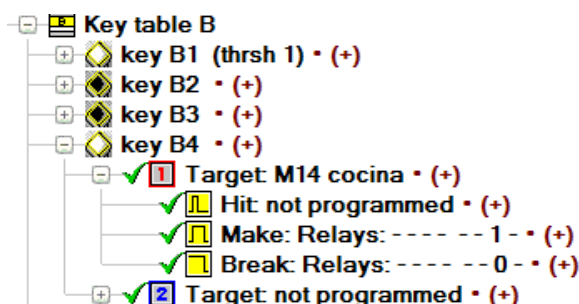 B Key table B
key B1 (thrsh 1) • (+)
key B2 • (+)
key B3 • (+)
key B4 • (+)
1 Target: M14 cocina • (+)
Hit: not programmed • (+)
Make: Relays: - - - - - - 1 - • (+)
Break: Relays: - - - - - - 0 - • (+)
2 Target: not programmed • (+)